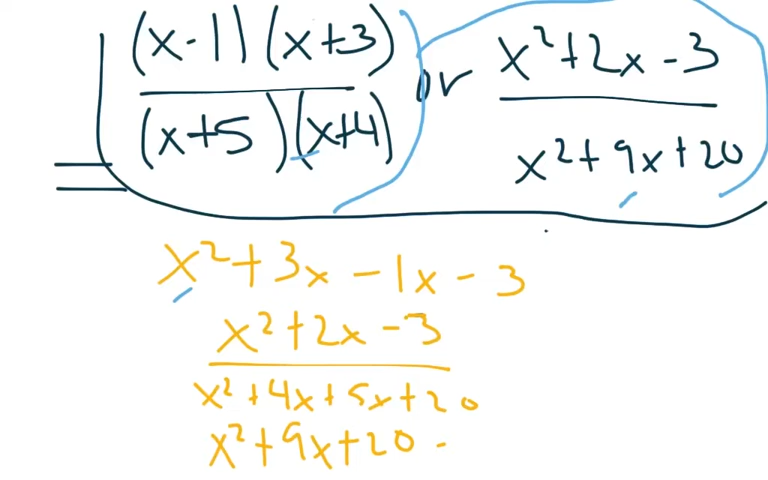 = (x-1)(x+3) / (x+5)(x+4) or x²+2x-3 / x²+9x+20
x²+3x-1x-3
x²+2x-3
x²+4x+5x+20
x²+9x+20